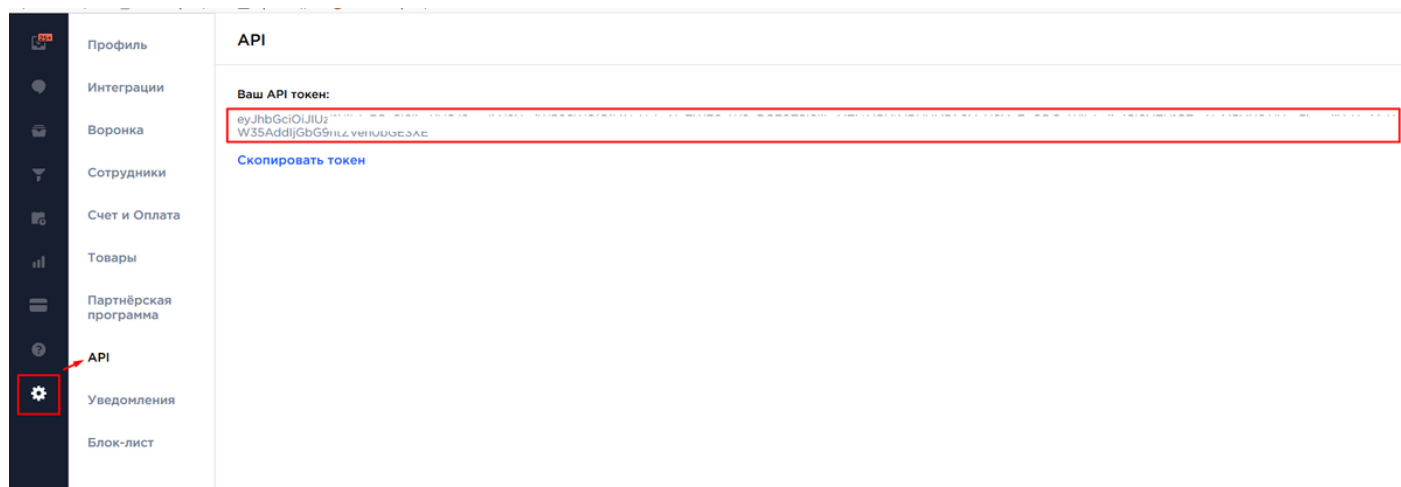 25+
Профиль
Интеграции
Воронка
Сотрудники
Счет и Оплата
Товары
Партнёрская
программа
API
Уведомления
Блок-лист
API
Ваш API токен:
Скопировать токен